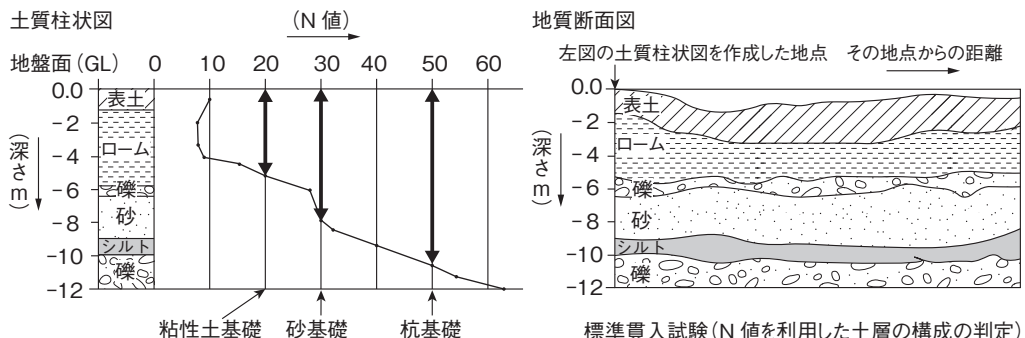 土質柱状図
(N 値)
地盤面(GL) 0 10 20 30 40 50 60
0.0
−2
−4
−6
−8
−10
−12
(深さm)
表土
ローム
礫
砂
シルト
礫
粘性土基礎 砂基礎 杭基礎
地質断面図
左図の土質柱状図を作成した地点 その地点からの距離
0.0
−2
−4
−6
−8
−10
−12
(深さm)
表土
ローム
礫
砂
シルト
礫
標準貫入試験(N 値を利用した土層の構成の判定)